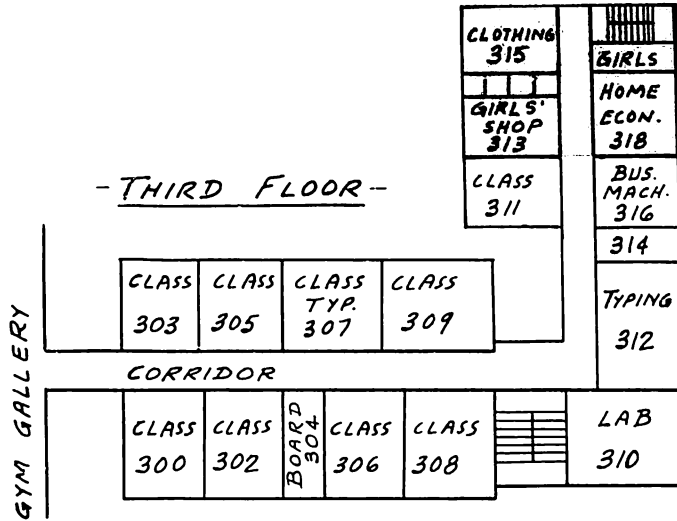 CLOTHING
315
GIRLS
GIRLS'
SHOP
313
HOME
ECON.
318
- THIRD FLOOR -
CLASS
311
BUS.
MACH.
316
314
CLASS
303
CLASS
305
CLASS
TYP.
307
CLASS
309
TYPING
312
GYM GALLERY
CORRIDOR
CLASS
300
CLASS
302
BOARD
304
CLASS
306
CLASS
308
LAB
310